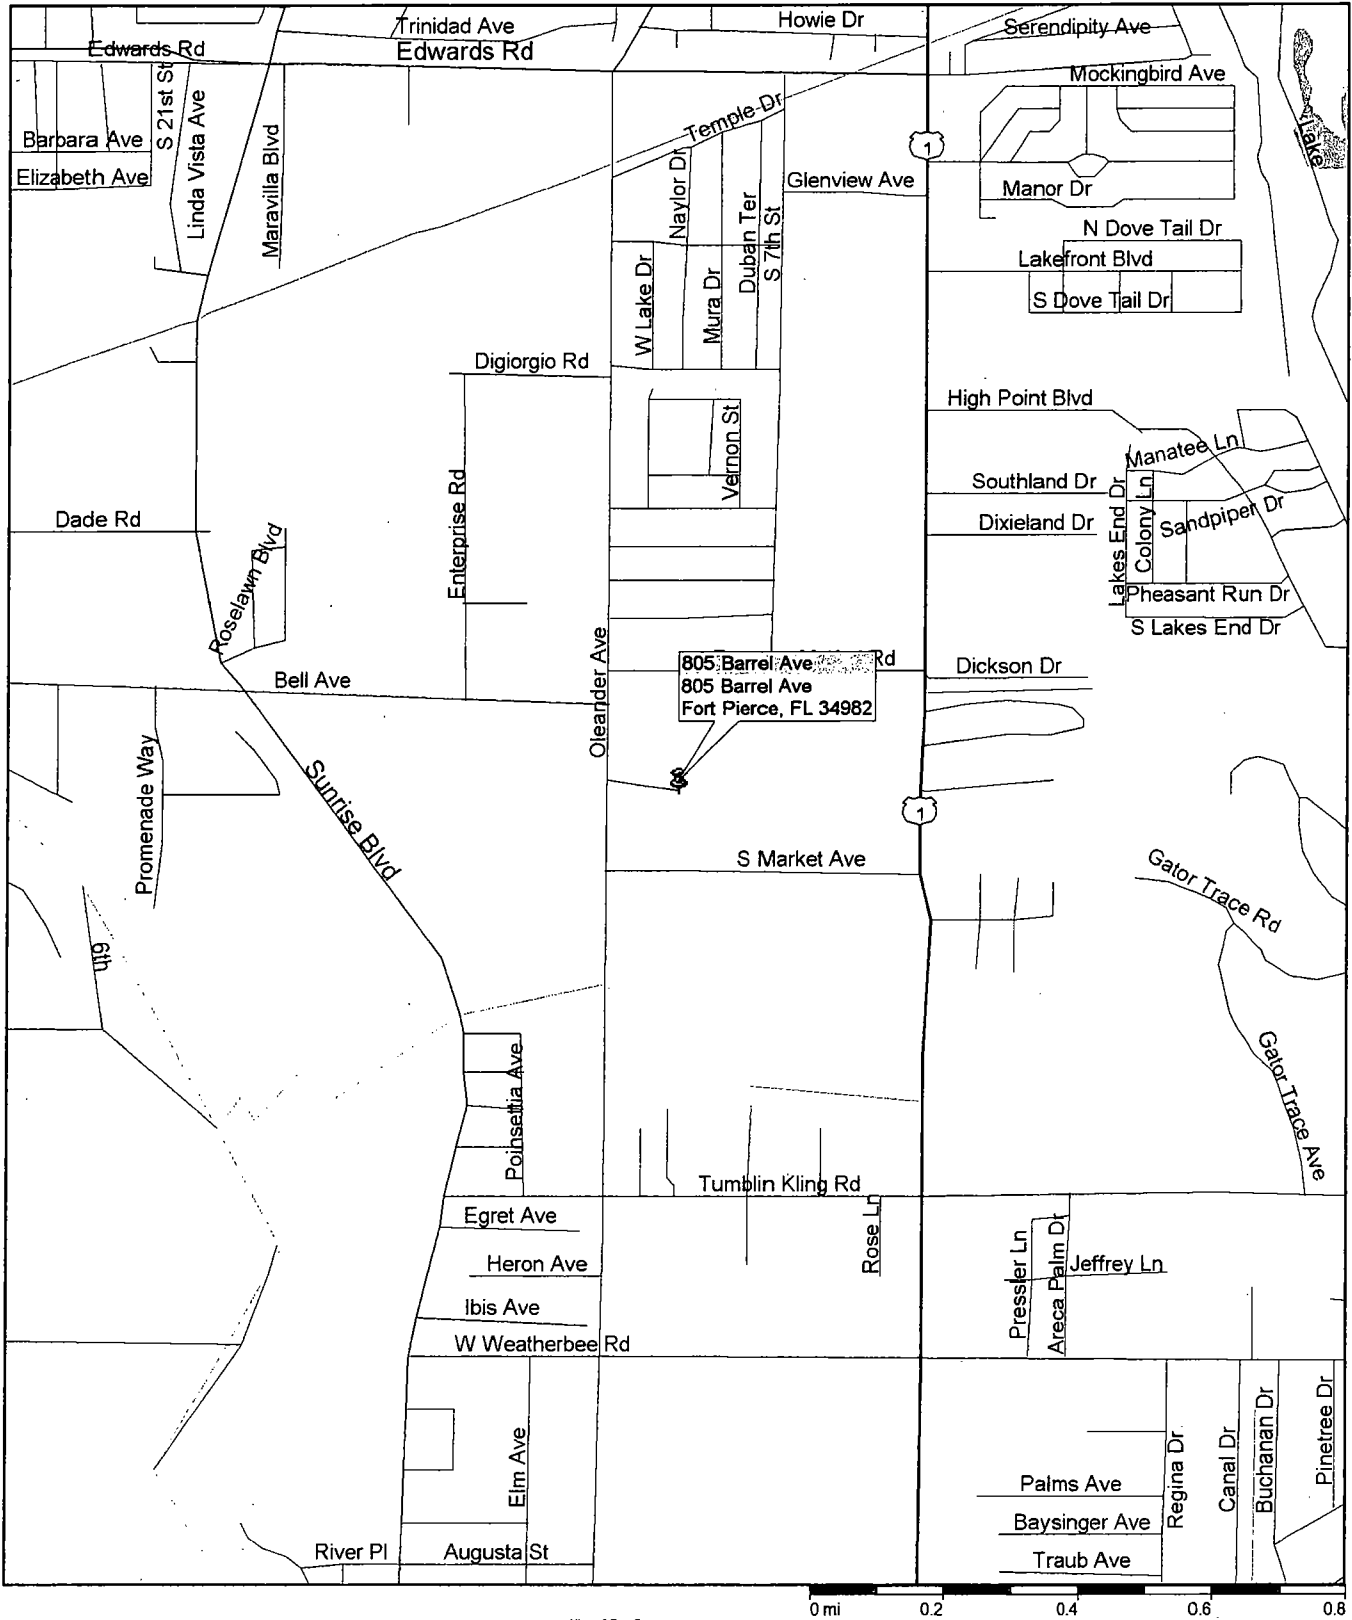 Trinidad Ave
Howie Dr
Serendipity Ave
Edwards Rd
Edwards Rd
Mockingbird Ave
S 21st St
Linda Vista Ave
Maravilla Blvd
Temple Dr
Lake
Barbara Ave
1
Elizabeth Ave
Naylor Dr
Glenview Ave
Manor Dr
Duban Ter
S 7th St
N Dove Tail Dr
Lakefront Blvd
W Lake Dr
Mura Dr
S Dove Tail Dr
Digiorgio Rd
High Point Blvd
Vernon St
Manatee Ln
Enterprise Rd
Southland Dr
Lakes End Dr
Colony Ln
Sandpiper Dr
Dade Rd
Dixieland Dr
Roselawn Blvd
Pheasant Run Dr
S Lakes End Dr
Oleander Ave
Rd
805 Barrel Ave
805 Barrel Ave
Fort Pierce, FL 34982
Dickson Dr
Bell Ave
Promenade Way
Sunrise Blvd
1
S Market Ave
Gator Trace Rd
6th
Gator Trace Ave
Poinsettia Ave
Tumblin Kling Rd
Egret Ave
Rose Ln
Pressler Ln
Areca Palm Dr
Heron Ave
Jeffrey Ln
Ibis Ave
W Weatherbee Rd
Elm Ave
Regina Dr
Canal Dr
Buchanan Dr
Pinetree Dr
Palms Ave
Baysinger Ave
River Pl
Augusta St
Traub Ave
0 mi 0.2 0.4 0.6 0.8